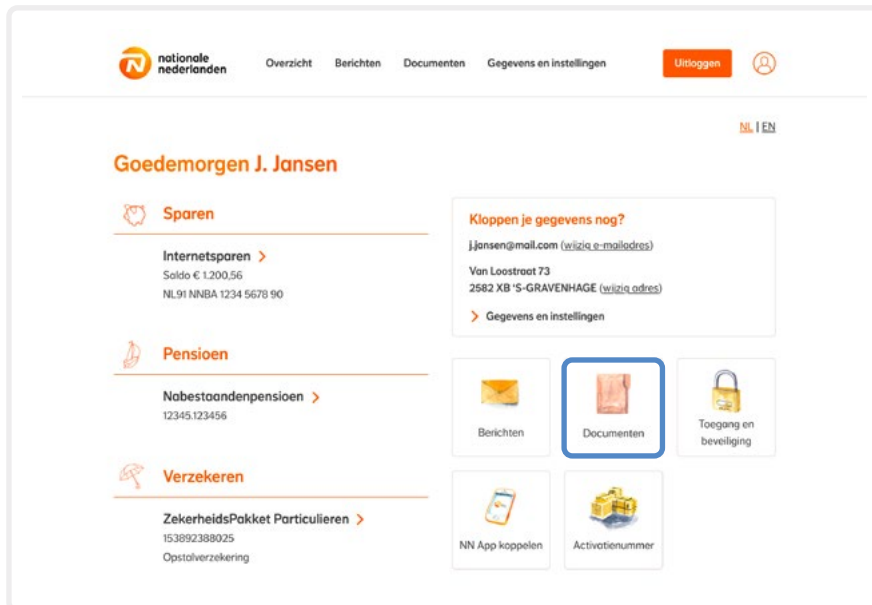 nationale
nederlanden
Overzicht Berichten Documenten Gegevens en instellingen Uitloggen
NL | EN
Goedemorgen J. Jansen
Sparen
Internetsparen
Saldo € 1.200,56
NL91 NNBA 1234 5678 90
Pensioen
Nabestaandenpensioen
12345.123456
Verzekeren
ZekerheidsPakket Particulieren
153892388025
Opstalverzekering
Kloppen je gegevens nog?
j.jansen@mail.com (wijzig e-mailadres)
Van Loostraat 73
2582 XB 'S-GRAVENHAGE (wijzig adres)
Gegevens en instellingen
Berichten
Documenten
Toegang en
beveiliging
NN App koppelen
Activatienummer